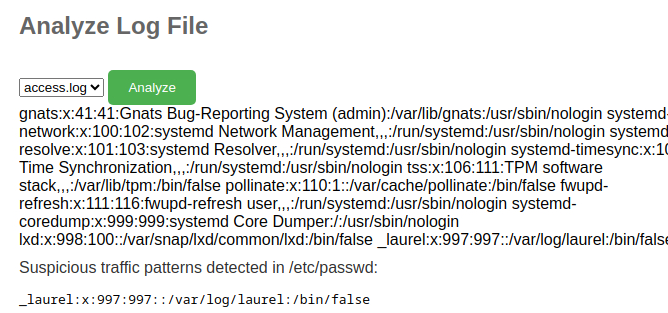 Analyze Log File
access.log Analyze
gnats:x:41:41:Gnats Bug-Reporting System (admin):/var/lib/gnats:/usr/sbin/nologin systemd-
network:x:100:102:systemd Network Management,,,:/run/systemd:/usr/sbin/nologin systemd
resolve:x:101:103:systemd Resolver,,,:/run/systemd:/usr/sbin/nologin systemd-timesync:x:10
Time Synchronization,,,:/run/systemd:/usr/sbin/nologin tss:x:106:111:TPM software
stack,,,:/var/lib/tpm:/bin/false pollinate:x:110:1::/var/cache/pollinate:/bin/false fwupd-
refresh:x:111:116:fwupd-refresh user,,,:/run/systemd:/usr/sbin/nologin systemd-
coredump:x:999:999:systemd Core Dumper:/:/usr/sbin/nologin
lxd:x:998:100::/var/snap/lxd/common/lxd:/bin/false _laurel:x:997:997::/var/log/laurel:/bin/false
Suspicious traffic patterns detected in /etc/passwd:
_laurel:x:997:997::/var/log/laurel:/bin/false